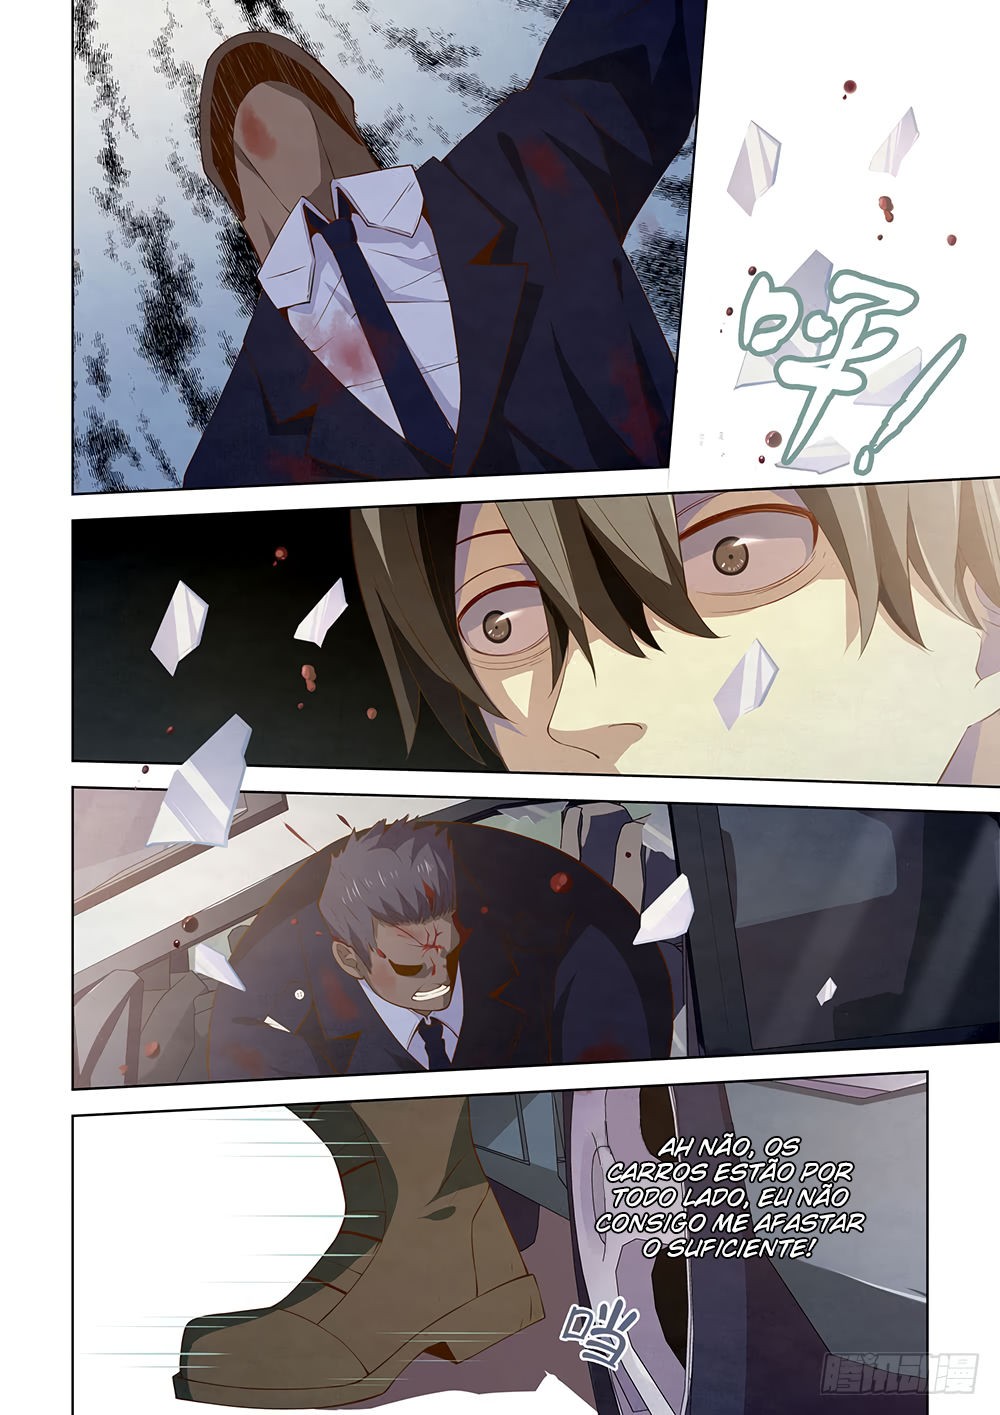 呼!
AH NÃO, OS
CARROS ESTÃO POR
TODO LADO, EU NÃO
CONSIGO ME AFASTAR
O SUFICIENTE!
哟
腾讯动漫